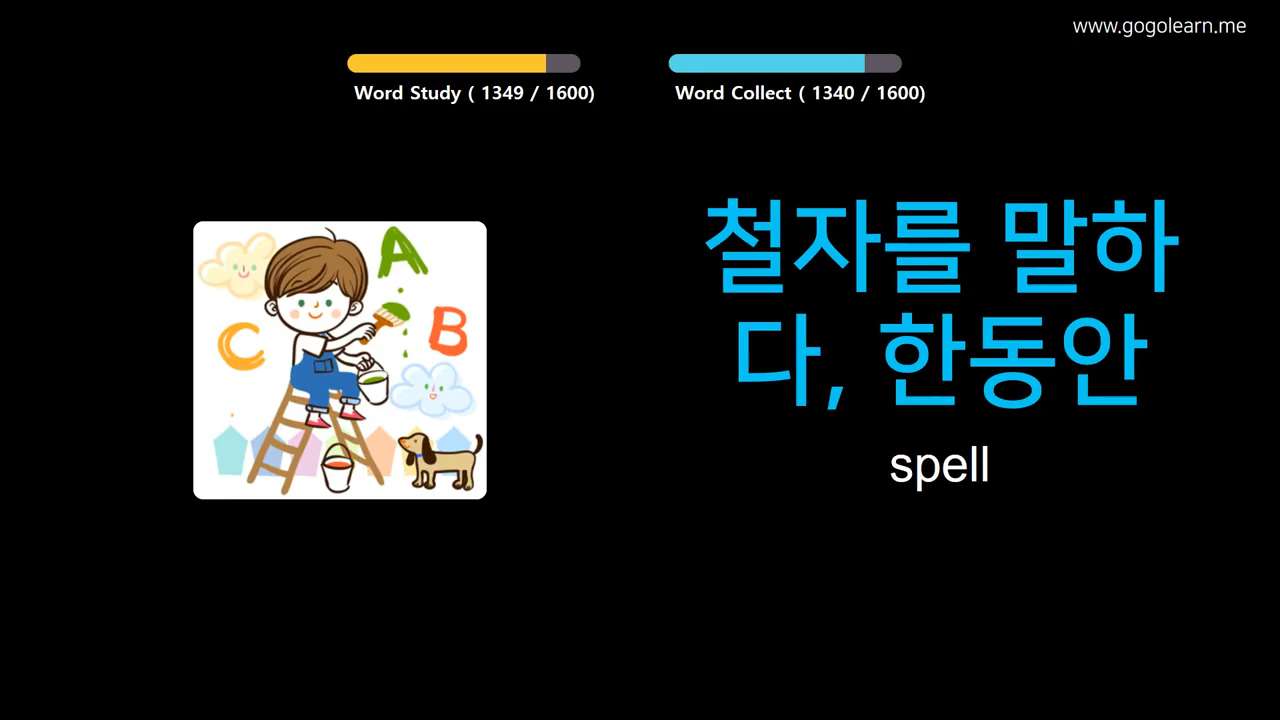 www.gogolearn.me
Word Study ( 1349 / 1600)
Word Collect ( 1340 / 1600)
철자를 말하
다, 한동안
spell
A
B
C